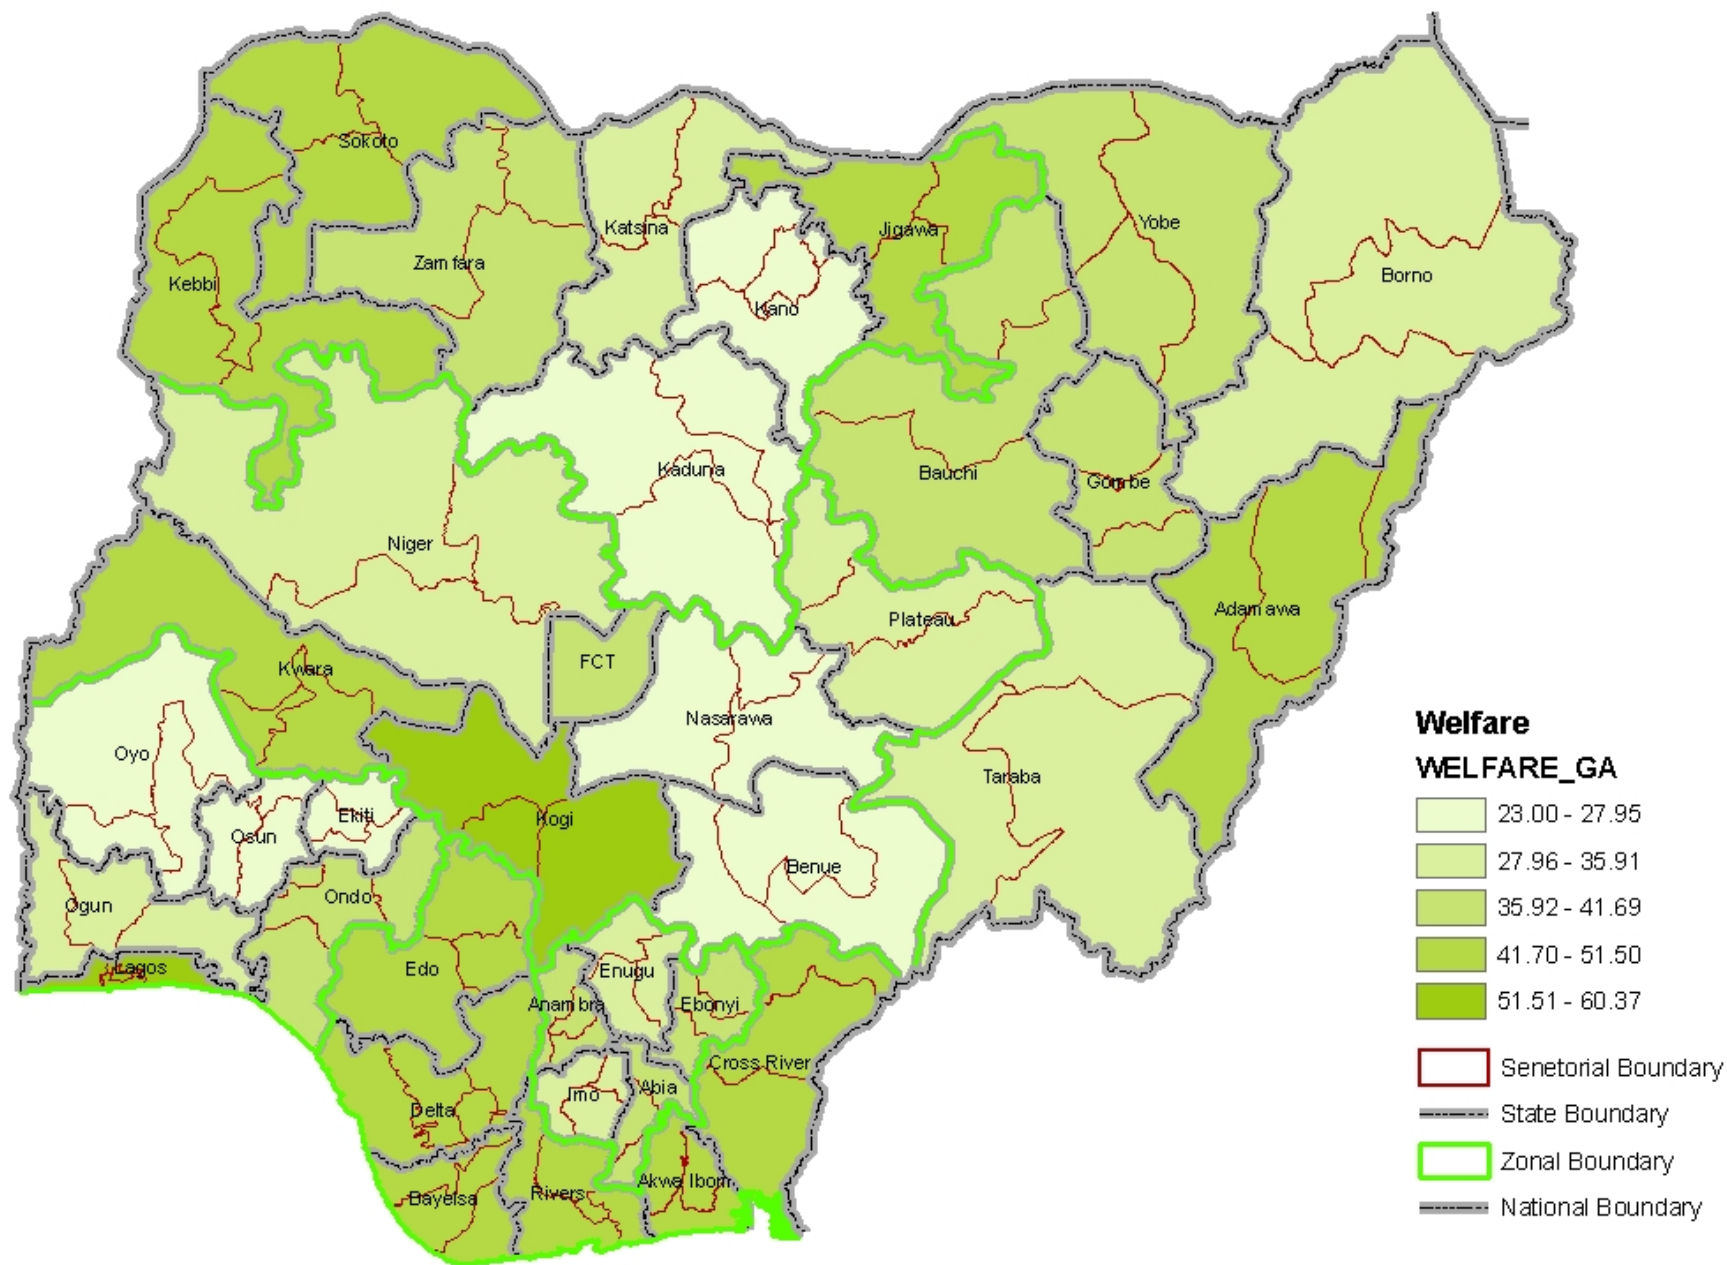 Sokoto
Katsina
Jigawa
Yobe
Zamfara
Borno
Kebbi
Kano
Kaduna
Bauchi
Gombe
Niger
Adamawa
Plateau
FCT
Kwara
Nasarawa
Oyo
Taraba
Ekiti
Kogi
Osun
Benue
Ondo
Ogun
Lagos
Edo
Enugu
Anambra
Ebonyi
Cross River
Abia
Imo
Delta
Akwa Ibom
Rivers
Bayelsa
Welfare
WELFARE_GA
23.00 - 27.95
27.96 - 35.91
35.92 - 41.69
41.70 - 51.50
51.51 - 60.37
Senetorial Boundary
State Boundary
Zonal Boundary
National Boundary